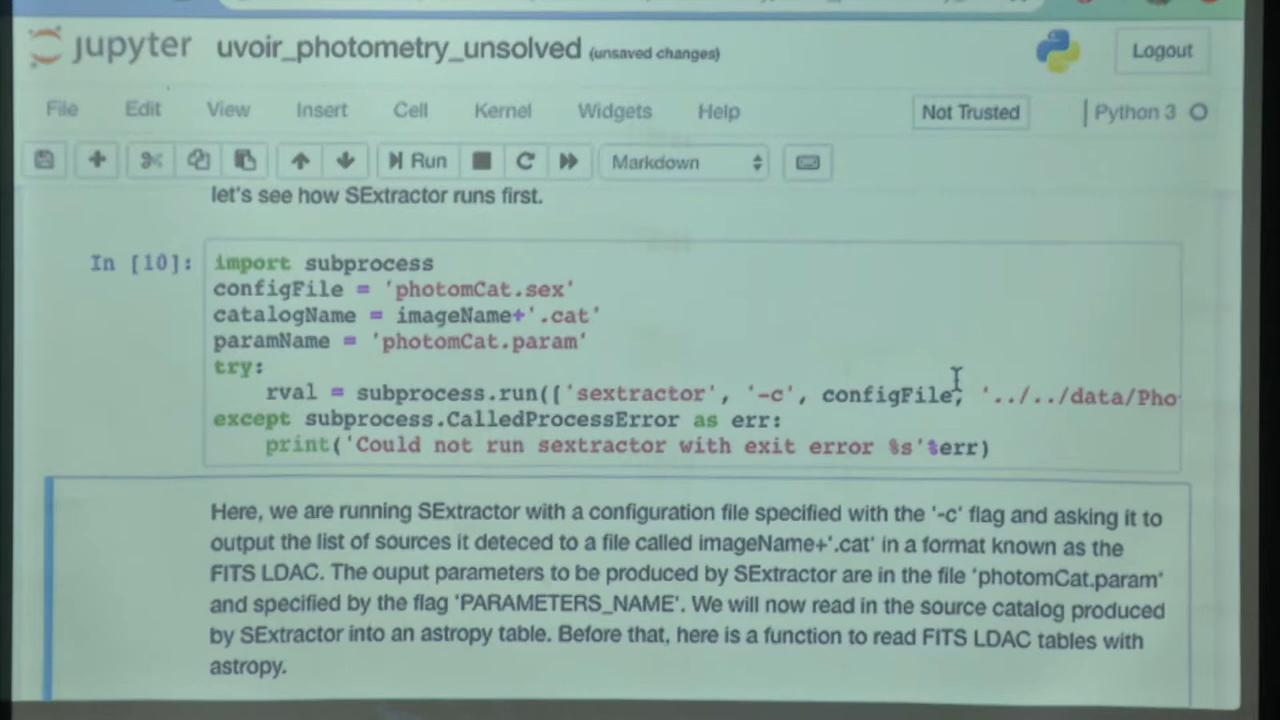 jupyter uvoir_photometry_unsolved (unsaved changes) Logout
File Edit View Insert Cell Kernel Widgets Help Not Trusted Python 3
Run Markdown
let's see how SExtractor runs first.
In [10]: import subprocess
configFile = 'photomCat.sex'
catalogName = imageName+'.cat'
paramName = 'photomCat.param'
try:
rval = subprocess.run(['sextractor', '-c', configFile, '../../data/Pho
except subprocess.CalledProcessError as err:
print('Could not run sextractor with exit error %s'%err)
Here, we are running SExtractor with a configuration file specified with the '-c' flag and asking it to
output the list of sources it deteced to a file called imageName+'.cat' in a format known as the
FITS LDAC. The ouput parameters to be produced by SExtractor are in the file 'photomCat.param'
and specified by the flag 'PARAMETERS_NAME'. We will now read in the source catalog produced
by SExtractor into an astropy table. Before that, here is a function to read FITS LDAC tables with
astropy.